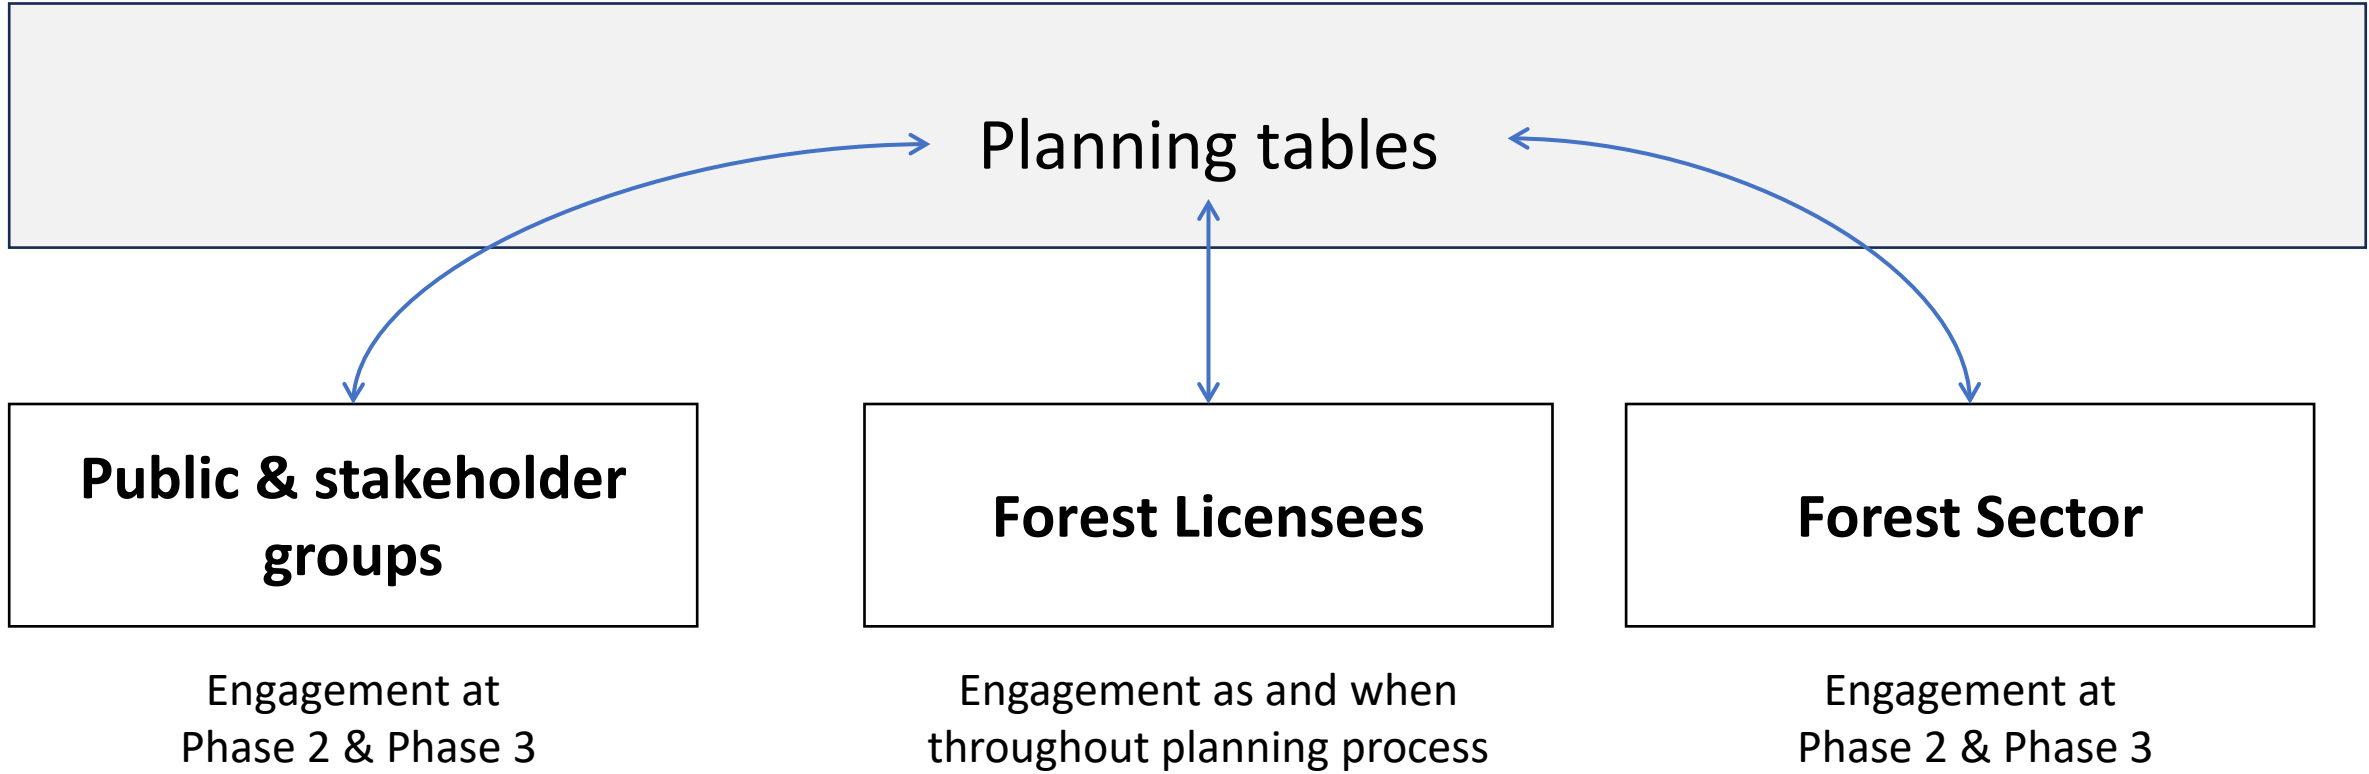 Planning tables
Public & stakeholder
groups
Forest Licensees
Forest Sector
Engagement at
Phase 2 & Phase 3
Engagement as and when
throughout planning process
Engagement at
Phase 2 & Phase 3